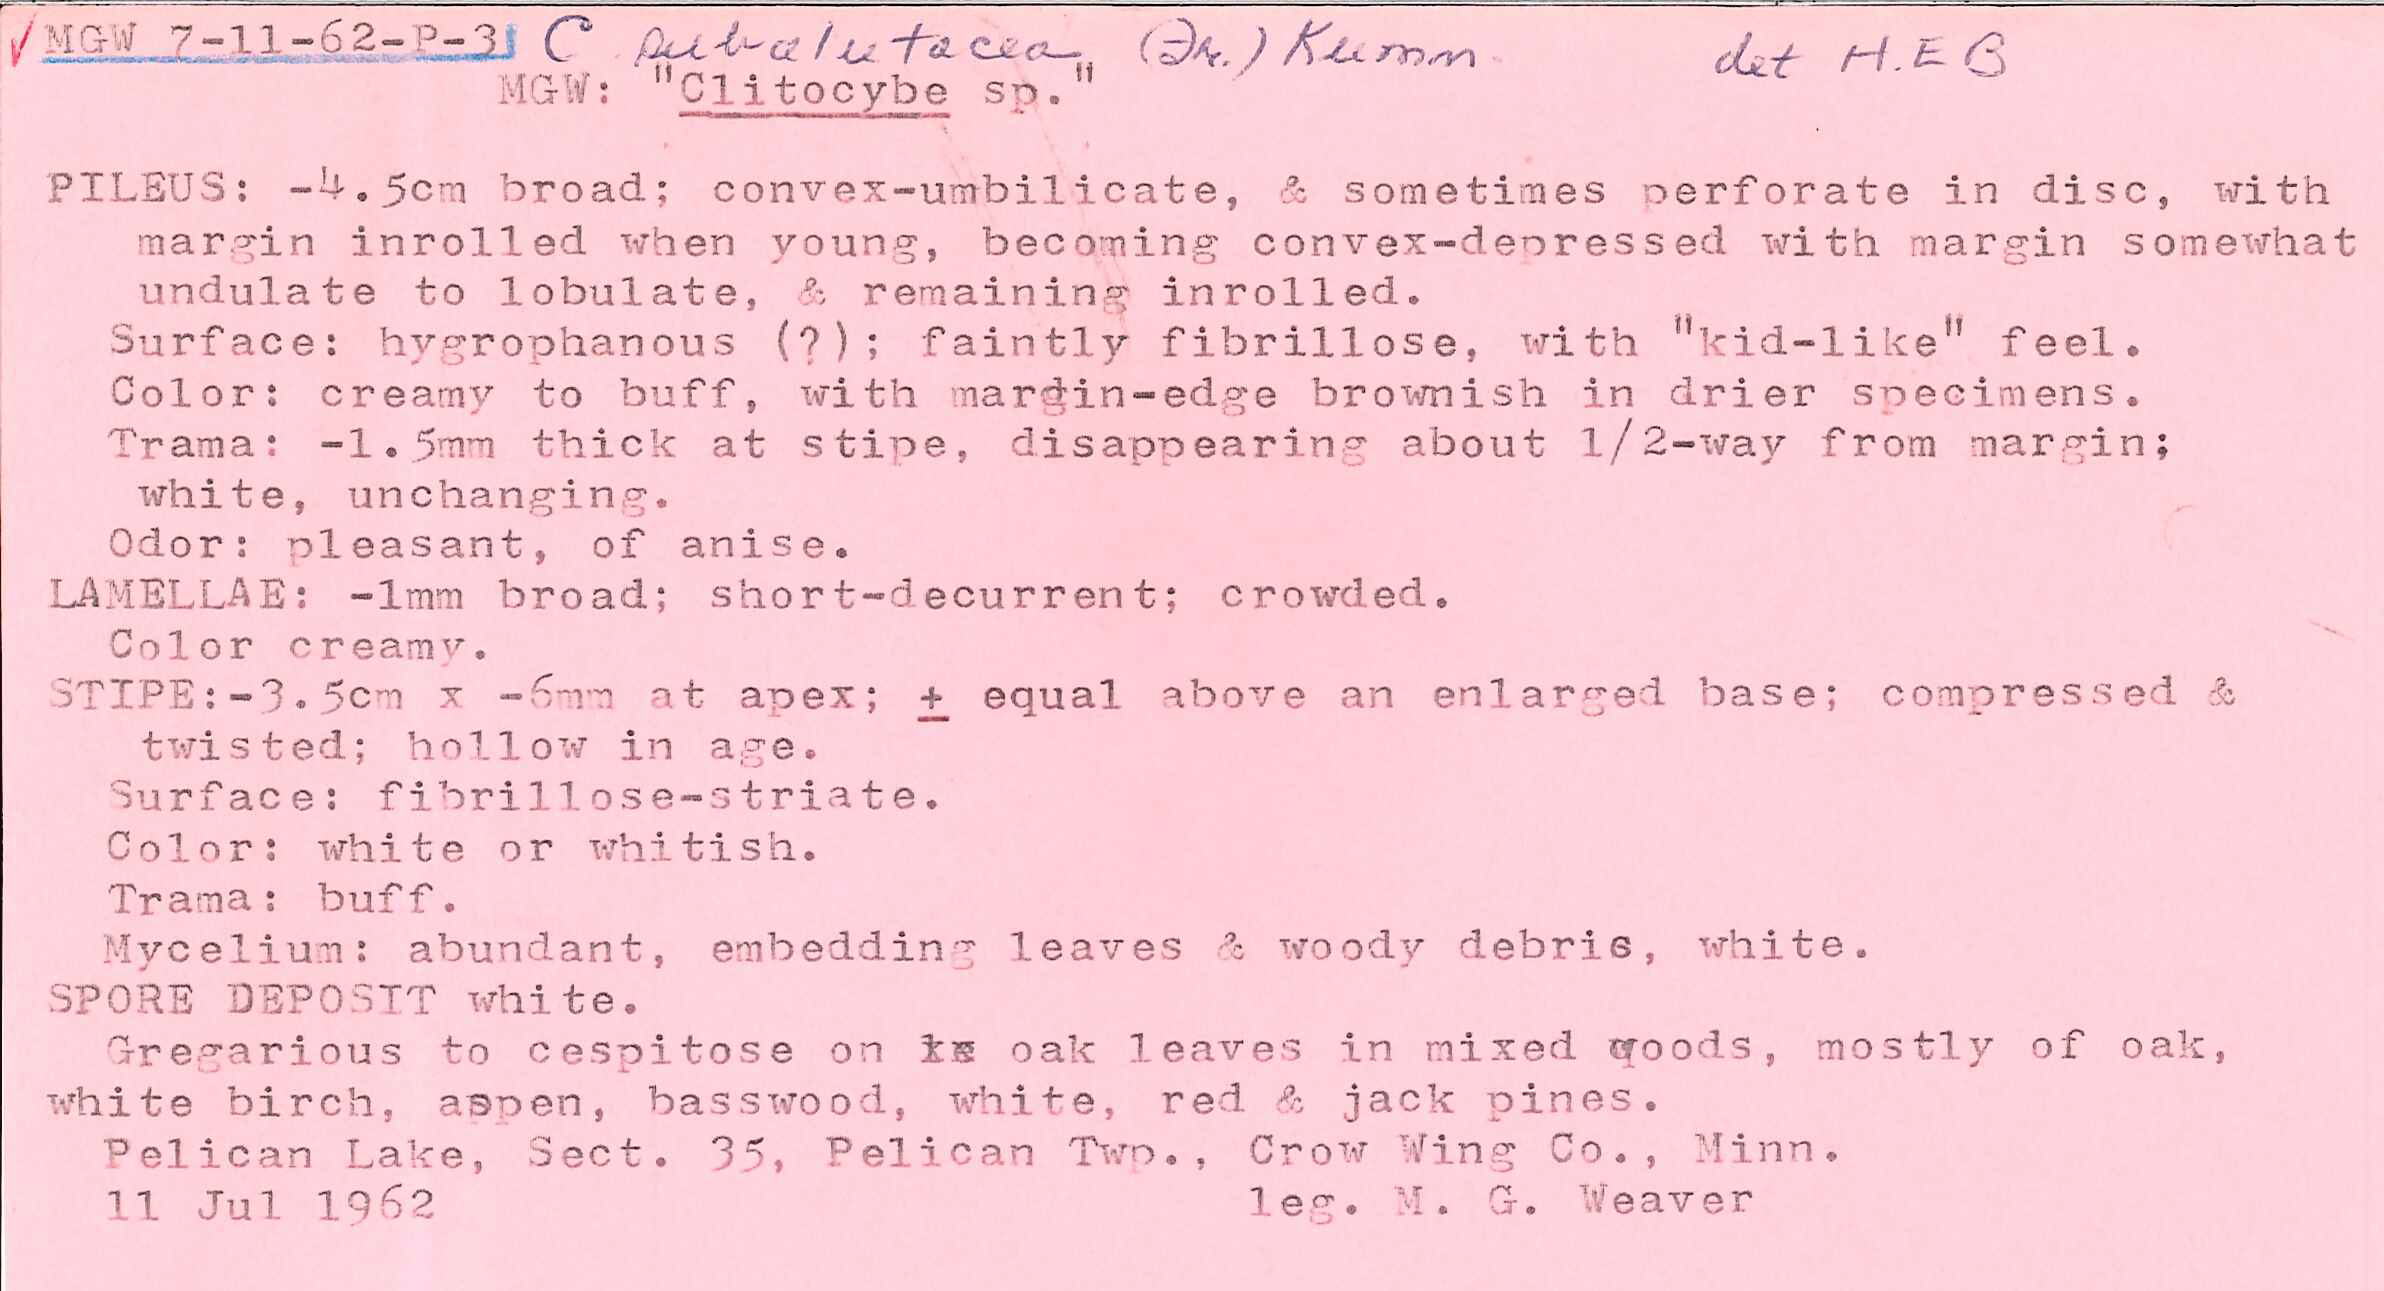 ✓ MGW 7-11-62-P-3 C subalutacea (Fr.) Kumm. det H.E B
MGW: "Clitocybe sp."
PILEUS: -4.5cm broad; convex-umbilicate, & sometimes perforate in disc, with
margin inrolled when young, becoming convex-depressed with margin somewhat
undulate to lobulate, & remaining inrolled.
Surface: hygrophanous (?); faintly fibrillose, with "kid-like" feel.
Color: creamy to buff, with margin-edge brownish in drier specimens.
Trama: -1.5mm thick at stipe, disappearing about 1/2-way from margin;
white, unchanging.
Odor: pleasant, of anise.
LAMELLAE: -1mm broad; short-decurrent; crowded.
Color creamy.
STIPE:-3.5cm x -6mm at apex; ± equal above an enlarged base; compressed &
twisted; hollow in age.
Surface: fibrillose-striate.
Color: white or whitish.
Trama: buff.
Mycelium: abundant, embedding leaves & woody debris, white.
SPORE DEPOSIT white.
Gregarious to cespitose on oak leaves in mixed woods, mostly of oak,
white birch, aspen, basswood, white, red & jack pines.
Pelican Lake, Sect. 35, Pelican Twp., Crow Wing Co., Minn.
11 Jul 1962 leg. M. G. Weaver